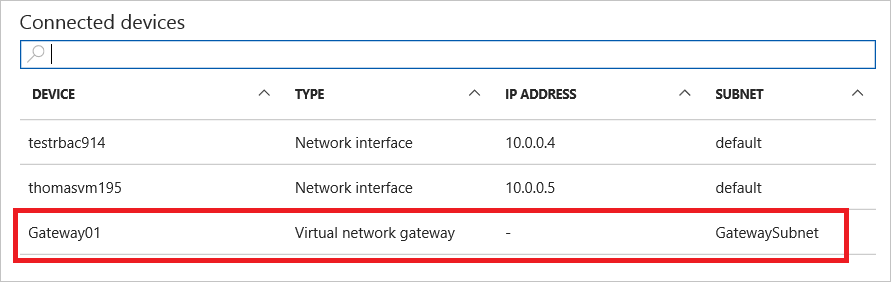 Connected devices
DEVICE TYPE IP ADDRESS SUBNET
testrbac914 Network interface 10.0.0.4 default
thomasvm195 Network interface 10.0.0.5 default
Gateway01 Virtual network gateway - GatewaySubnet